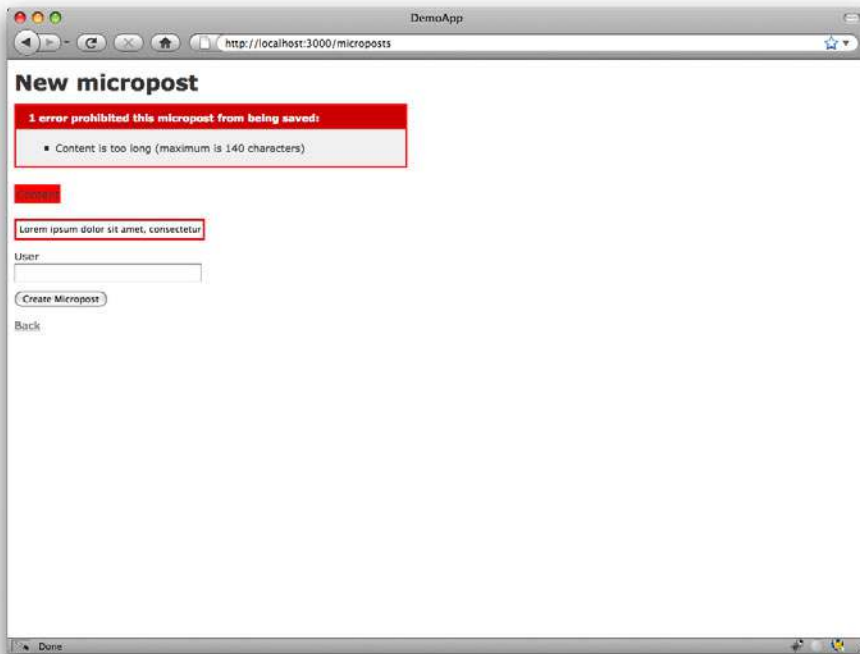 DemoApp
http://localhost:3000/microposts
New micropost
1 error prohibited this micropost from being saved:
Content is too long (maximum is 140 characters)
Content
Lorem ipsum dolor sit amet, consectetur
User
Create Micropost
Back
Done